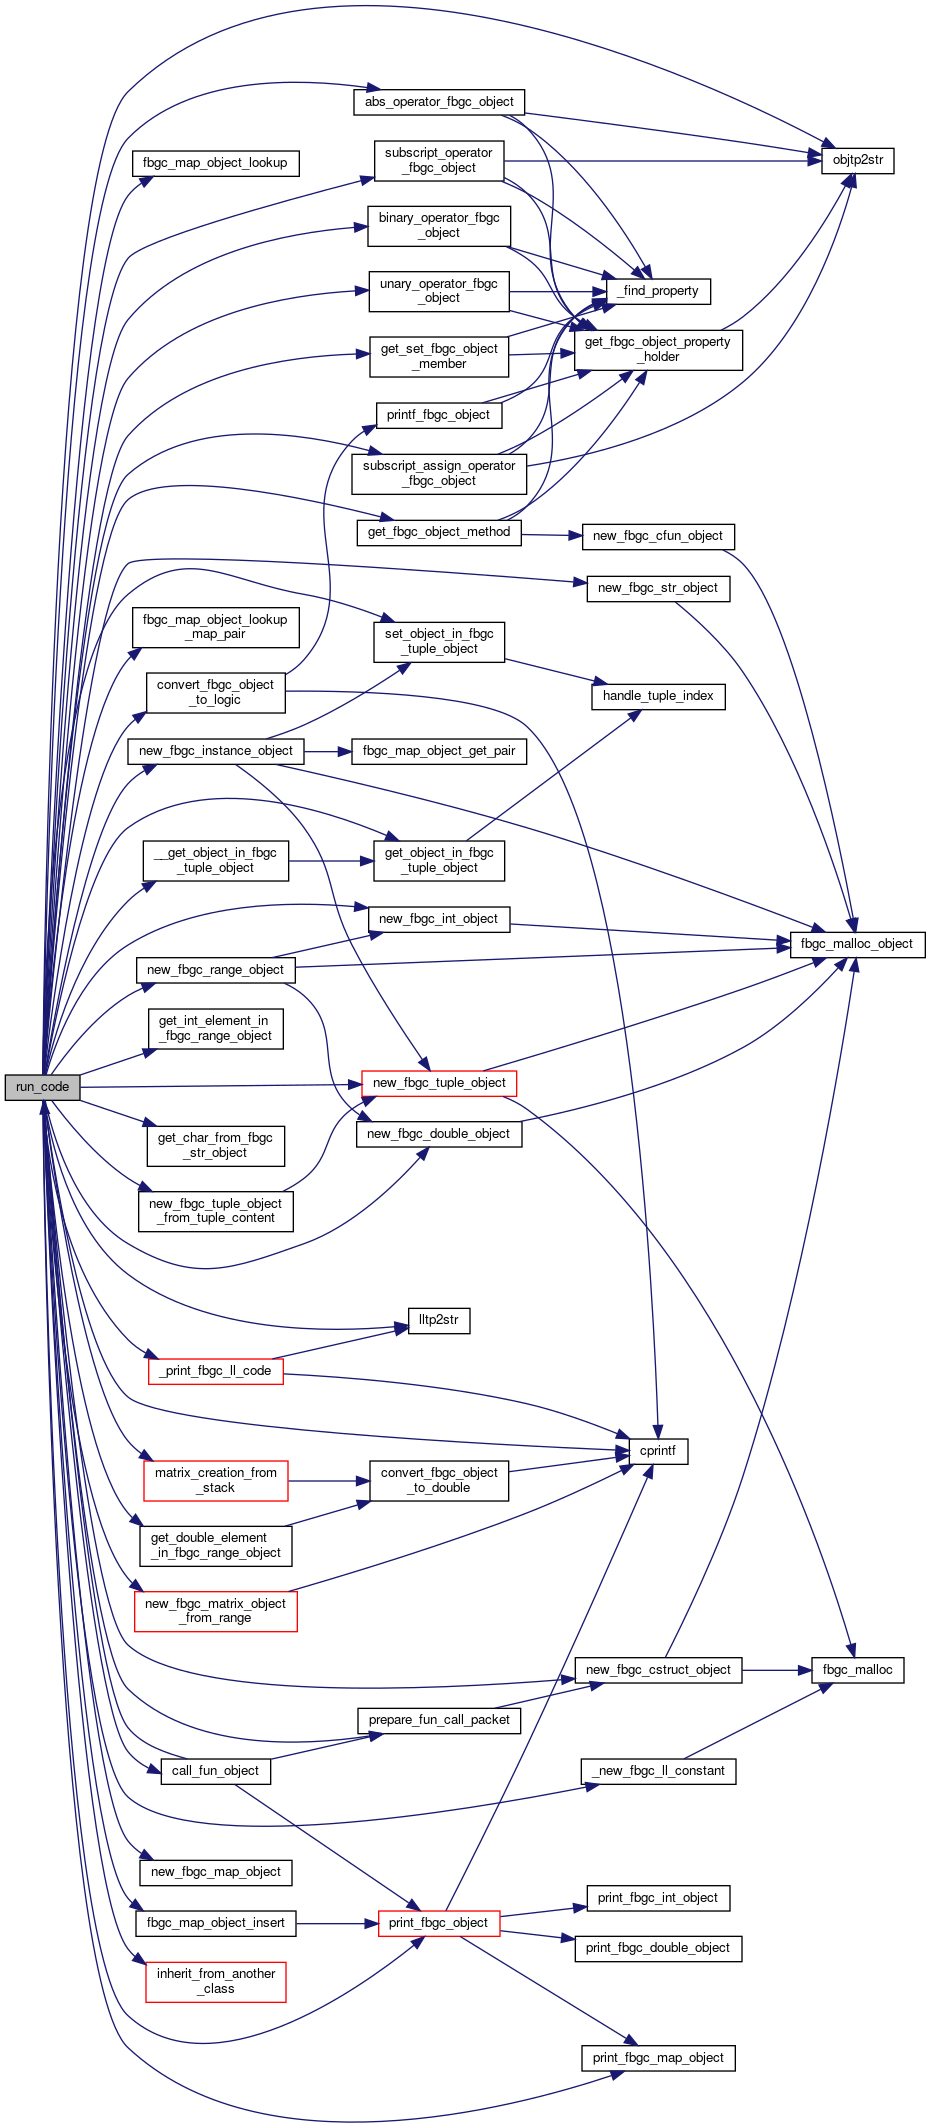 abs_operator_fbgc_object
fbgc_map_object_lookup
subscript_operator
_fbgc_object
objtp2str
binary_operator_fbgc
_object
unary_operator_fbgc
_object
_find_property
get_set_fbgc_object
_member
get_fbgc_object_property
_holder
printf_fbgc_object
subscript_assign_operator
_fbgc_object
get_fbgc_object_method
new_fbgc_cfun_object
new_fbgc_str_object
fbgc_map_object_lookup
_map_pair
set_object_in_fbgc
_tuple_object
convert_fbgc_object
_to_logic
handle_tuple_index
new_fbgc_instance_object
fbgc_map_object_get_pair
__get_object_in_fbgc
_tuple_object
get_object_in_fbgc
_tuple_object
new_fbgc_int_object
fbgc_malloc_object
new_fbgc_range_object
get_int_element_in
_fbgc_range_object
run_code
new_fbgc_tuple_object
get_char_from_fbgc
_str_object
new_fbgc_double_object
new_fbgc_tuple_object
_from_tuple_content
lltp2str
_print_fbgc_ll_code
cprintf
matrix_creation_from
_stack
convert_fbgc_object
_to_double
get_double_element
_in_fbgc_range_object
new_fbgc_matrix_object
_from_range
new_fbgc_cstruct_object
fbgc_malloc
prepare_fun_call_packet
call_fun_object
_new_fbgc_ll_constant
new_fbgc_map_object
print_fbgc_int_object
fbgc_map_object_insert
print_fbgc_object
print_fbgc_double_object
inherit_from_another
_class
print_fbgc_map_object